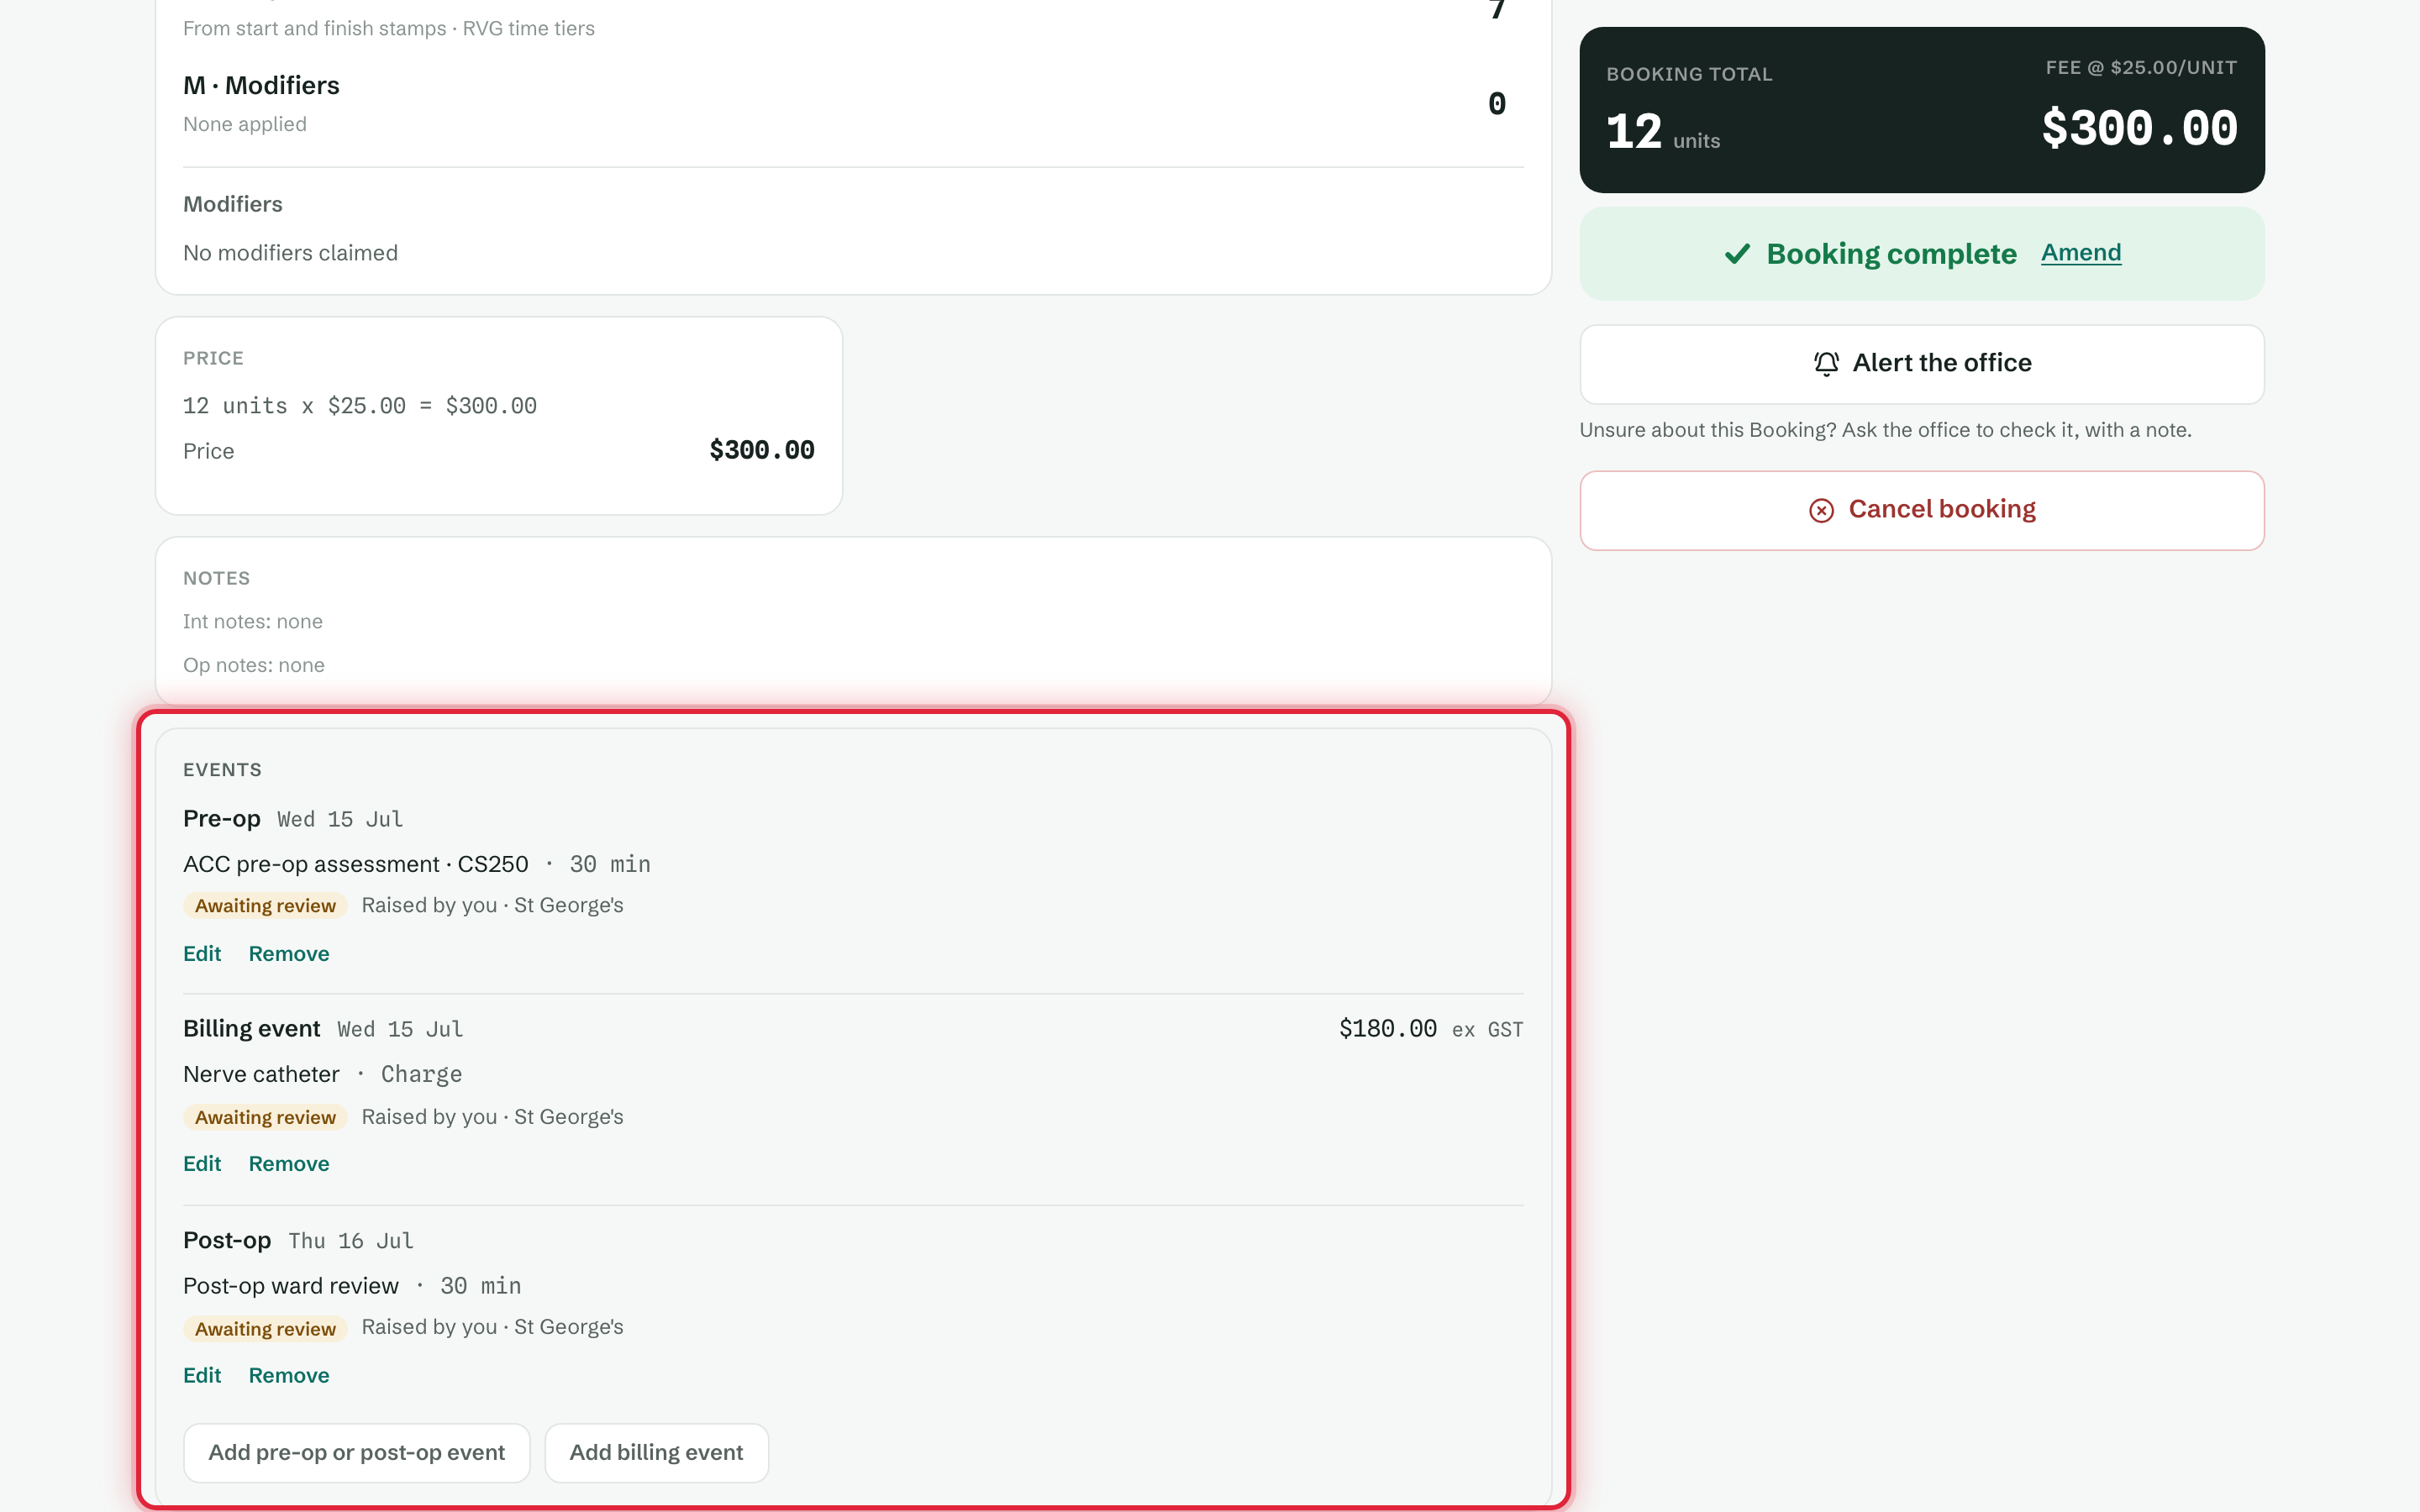 7
From start and finish stamps · RVG time tiers
M · Modifiers
0
None applied
Modifiers
No modifiers claimed
PRICE
12 units x $25.00 = $300.00
Price $300.00
NOTES
Int notes: none
Op notes: none
EVENTS
Pre-op Wed 15 Jul
ACC pre-op assessment · CS250 · 30 min
Awaiting review Raised by you · St George's
Edit Remove
Billing event Wed 15 Jul $180.00 ex GST
Nerve catheter · Charge
Awaiting review Raised by you · St George's
Edit Remove
Post-op Thu 16 Jul
Post-op ward review · 30 min
Awaiting review Raised by you · St George's
Edit Remove
Add pre-op or post-op event Add billing event
BOOKING TOTAL FEE @ $25.00/UNIT
12 units $300.00
Booking complete Amend
Alert the office
Unsure about this Booking? Ask the office to check it, with a note.
Cancel booking